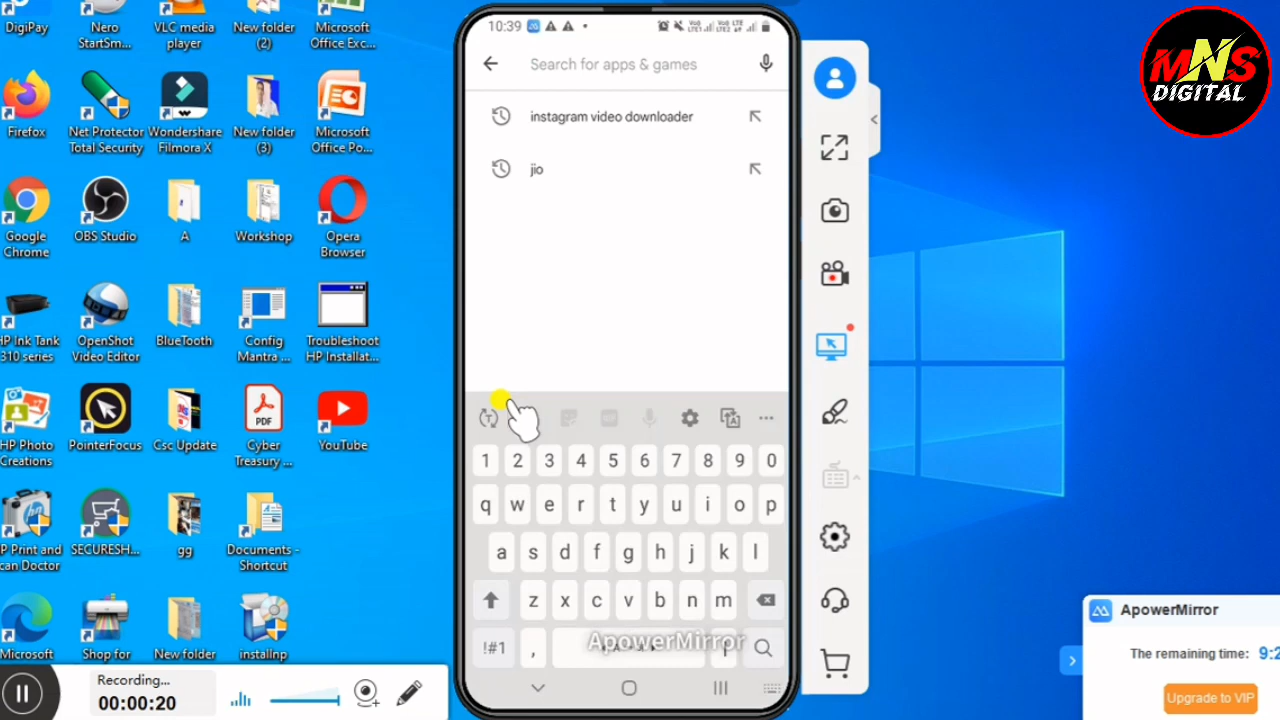 DigiPay
Nero
StartSm...
VLC media
player
New folder
(2)
Microsoft
Office Exc...
Firefox
Net Protector
Total Security
Wondershare
Filmora X
New folder
(3)
Microsoft
Office Po...
Google
Chrome
OBS Studio
A
Workshop
Opera
Browser
HP Ink Tank
310 series
OpenShot
Video Editor
BlueTooth
Config
Mantra ...
Troubleshoot
HP Installat...
HP Photo
Creations
PointerFocus
Csc Update
PDF
Cyber
Treasury ...
YouTube
HP Print and
Scan Doctor
SECURESH...
gg
Documents -
Shortcut
Microsoft
Shop for
New folder
installnp
Recording...
00:00:20
10:39
Search for apps & games
instagram video downloader
jio
1 2 3 4 5 6 7 8 9 0
q w e r t y u i o p
a s d f g h j k l
z x c v b n m
!#1 ,
ApowerMirror
MNS
DIGITAL
ApowerMirror
The remaining time: 9:2
Upgrade to VIP